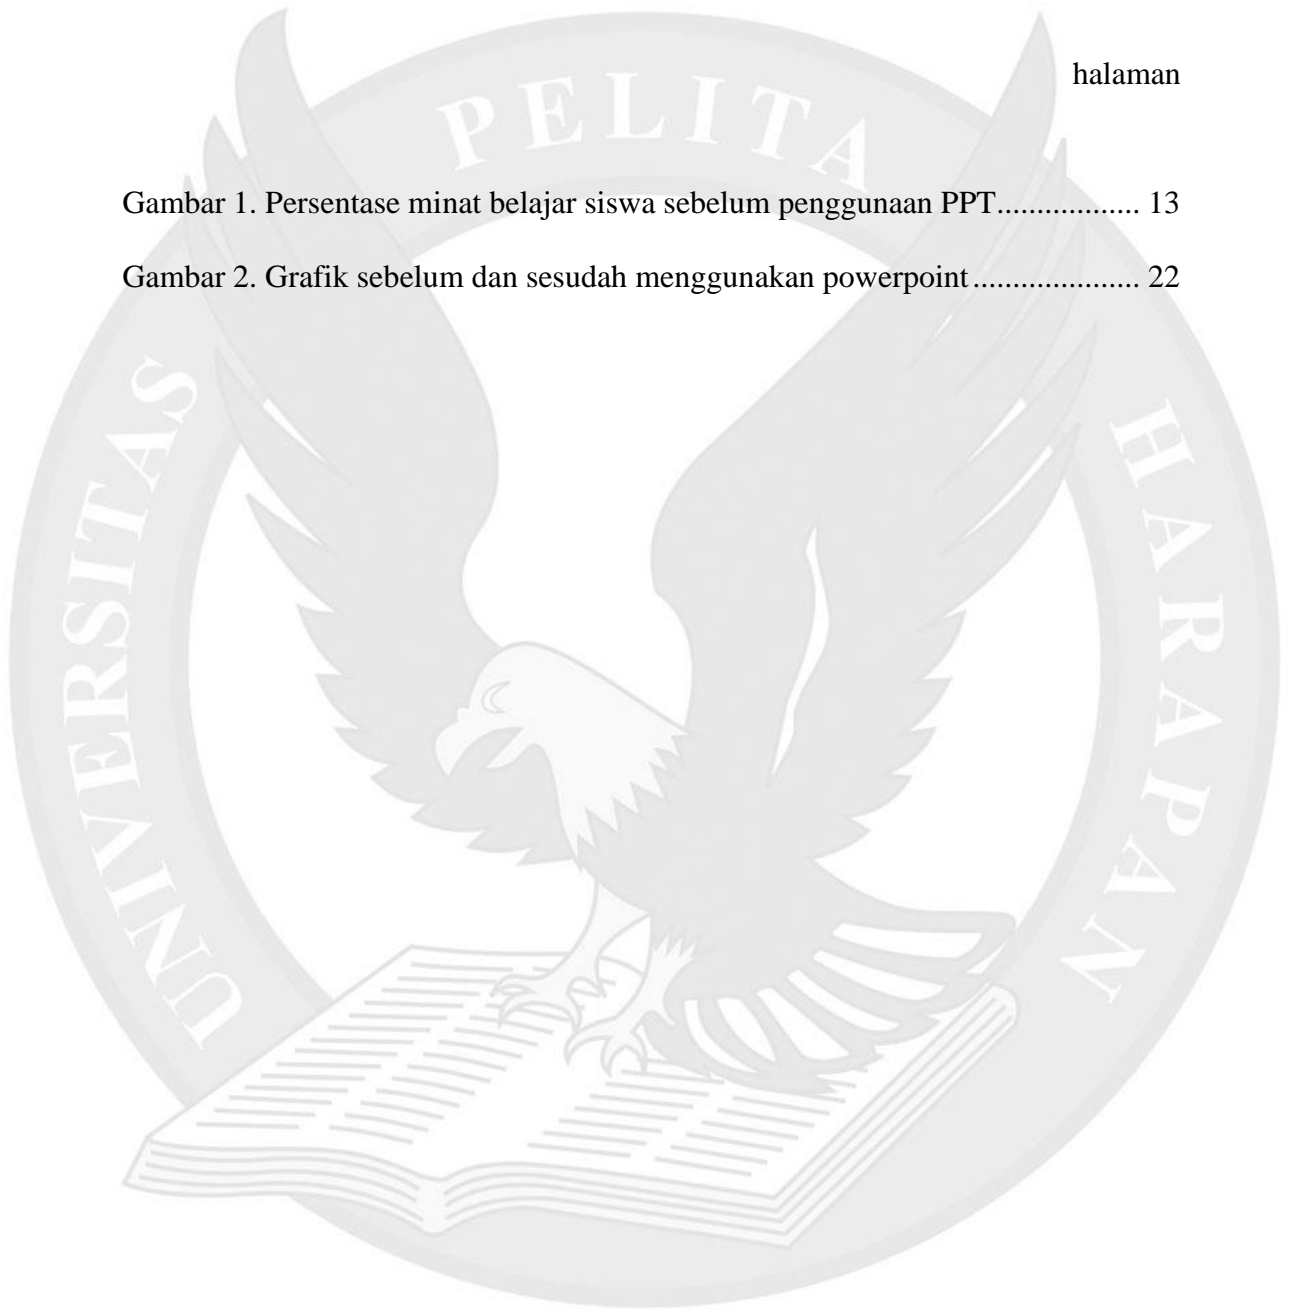 halaman
Gambar 1. Persentase minat belajar siswa sebelum penggunaan PPT.................. 13
Gambar 2. Grafik sebelum dan sesudah menggunakan powerpoint..................... 22
UNIVERSITAS PELITA HARAPAN